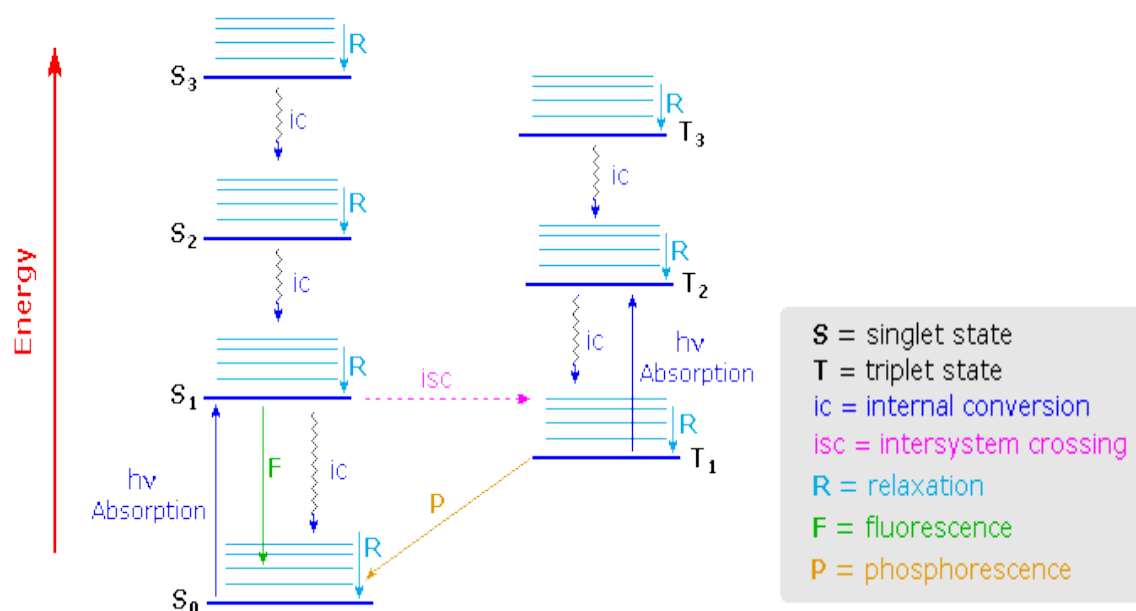 R
S3
ic
R
T3
R
S2
ic
ic
R
T2
Energy
R
S1
ic
hν
Absorption
isc
R
T1
F
ic
hν
Absorption
P
R
S0
S = singlet state
T = triplet state
ic = internal conversion
isc = intersystem crossing
R = relaxation
F = fluorescence
P = phosphorescence